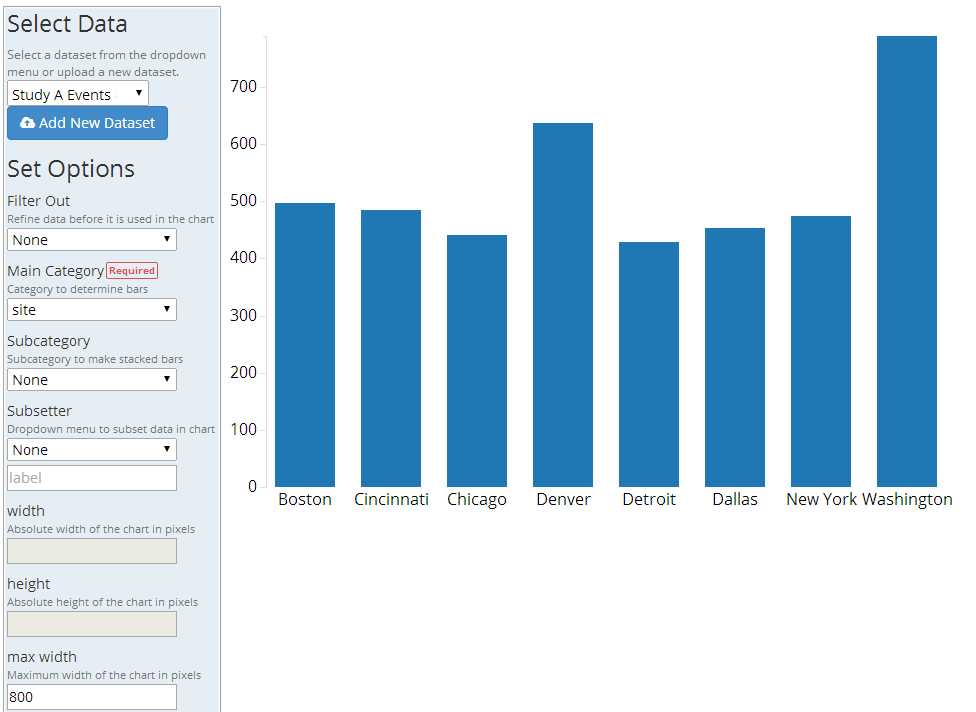 Select Data
Select a dataset from the dropdown
menu or upload a new dataset.
Study A Events
Add New Dataset
Set Options
Filter Out
Refine data before it is used in the chart
None
Main Category Required
Category to determine bars
site
Subcategory
Subcategory to make stacked bars
None
Subsetter
Dropdown menu to subset data in chart
None
label
width
Absolute width of the chart in pixels
height
Absolute height of the chart in pixels
max width
Maximum width of the chart in pixels
800
700
600
500
400
300
200
100
0
Boston Cincinnati Chicago Denver Detroit Dallas New York Washington